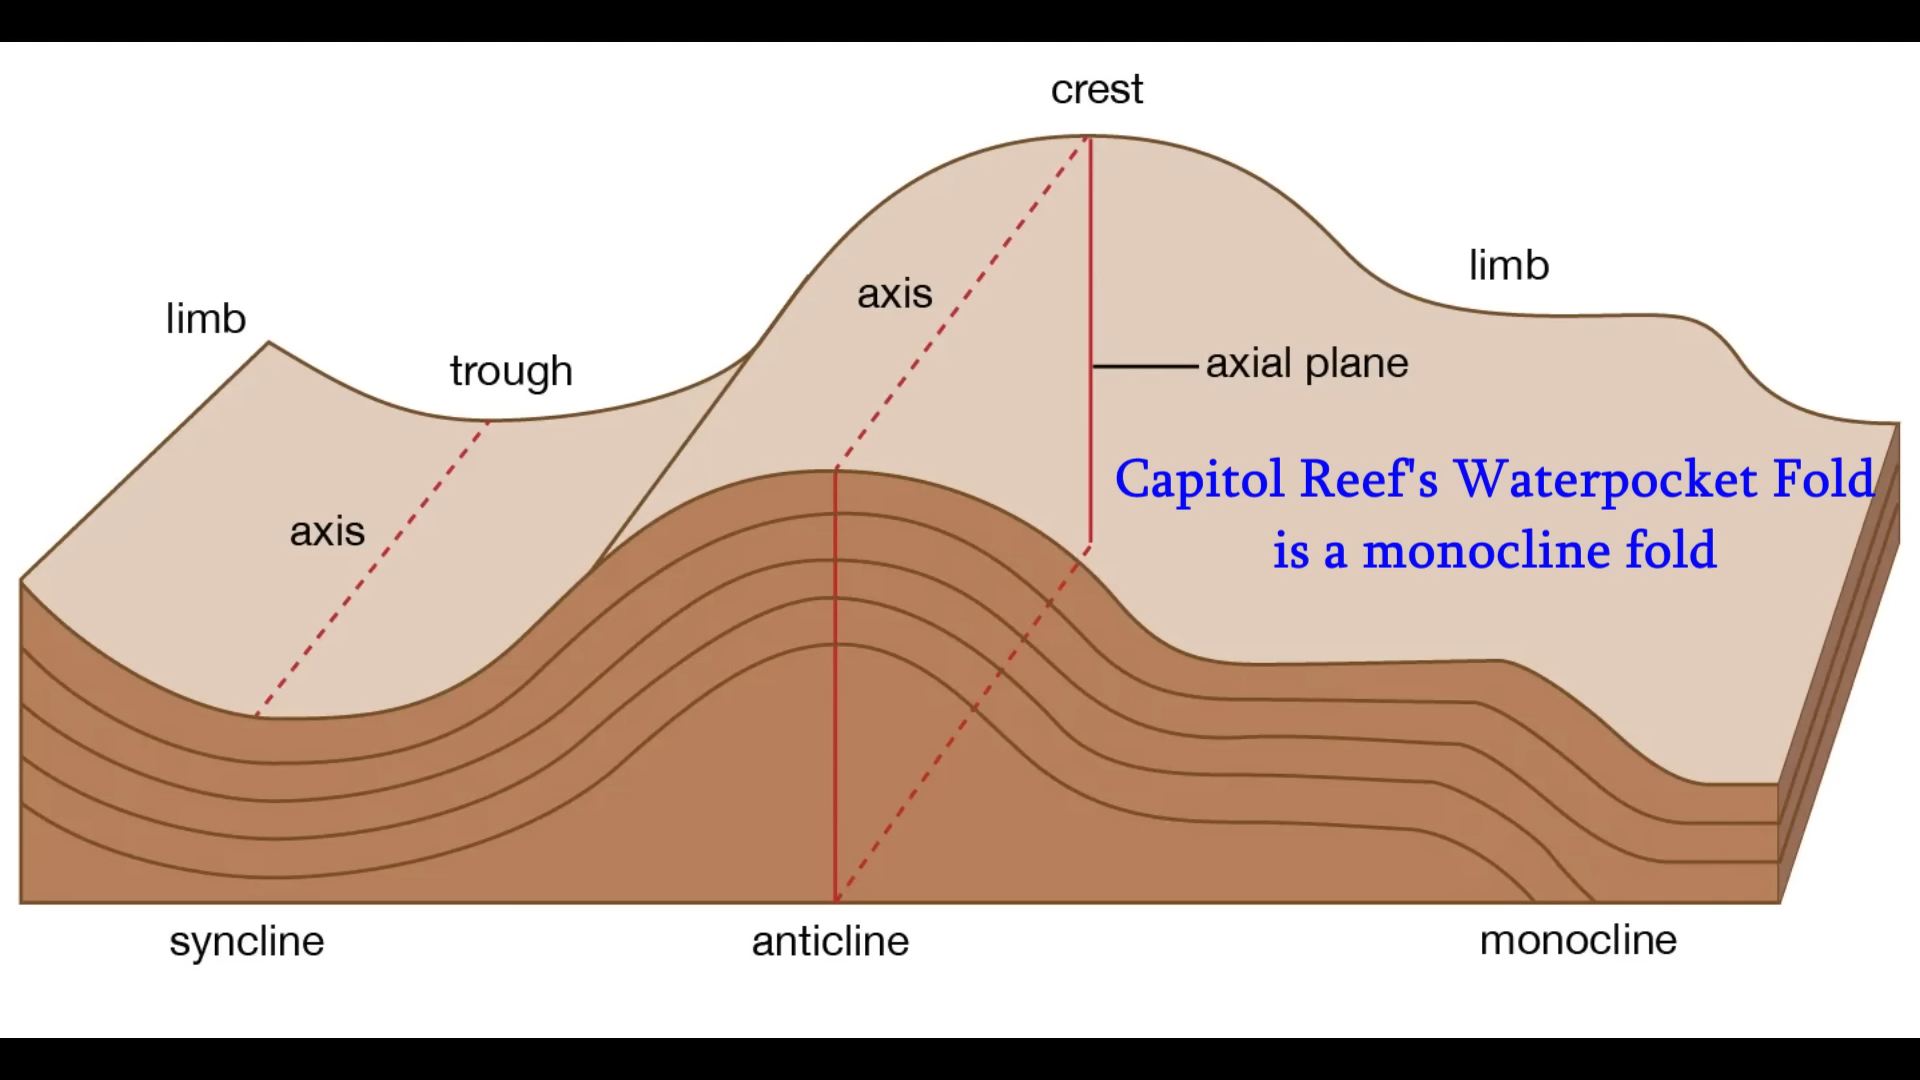 crest
limb
axis
limb
trough
axial plane
Capitol Reef's Waterpocket Fold
is a monocline fold
axis
syncline
anticline
monocline